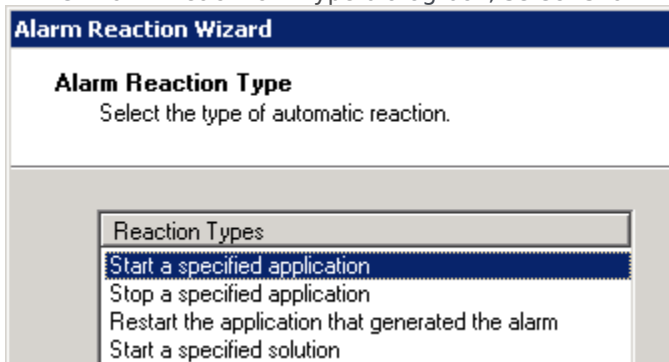 Alarm Reaction Wizard
Alarm Reaction Type
Select the type of automatic reaction.
Reaction Types
Start a specified application
Stop a specified application
Restart the application that generated the alarm
Start a specified solution